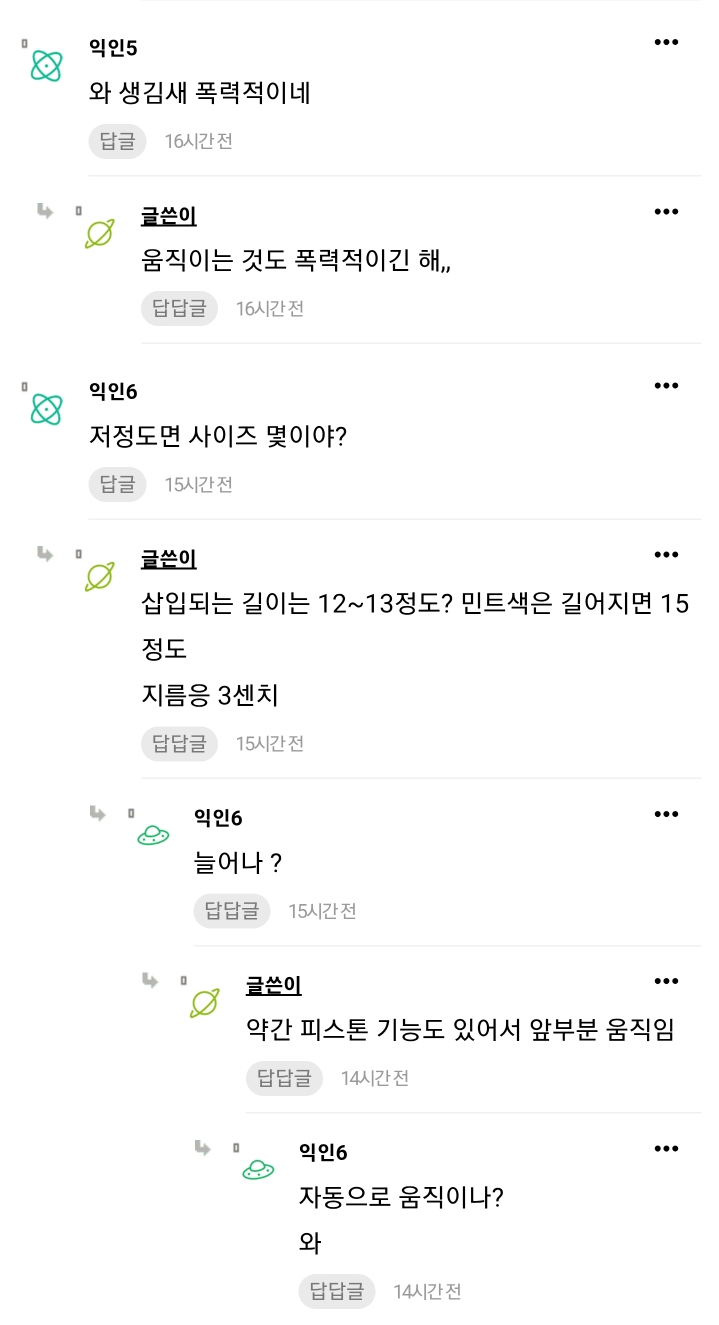 익인5
와 생김새 폭력적이네
답글 16시간전
글쓴이
움직이는 것도 폭력적이긴 해,,
답답글 16시간전
익인6
저정도면 사이즈 몇이야?
답글 15시간전
글쓴이
삽입되는 길이는 12~13정도? 민트색은 길어지면 15
정도
지름응 3센치
답답글 15시간전
익인6
늘어나 ?
답답글 15시간전
글쓴이
약간 피스톤 기능도 있어서 앞부분 움직임
답답글 14시간전
익인6
자동으로 움직이나?
와
답답글 14시간전